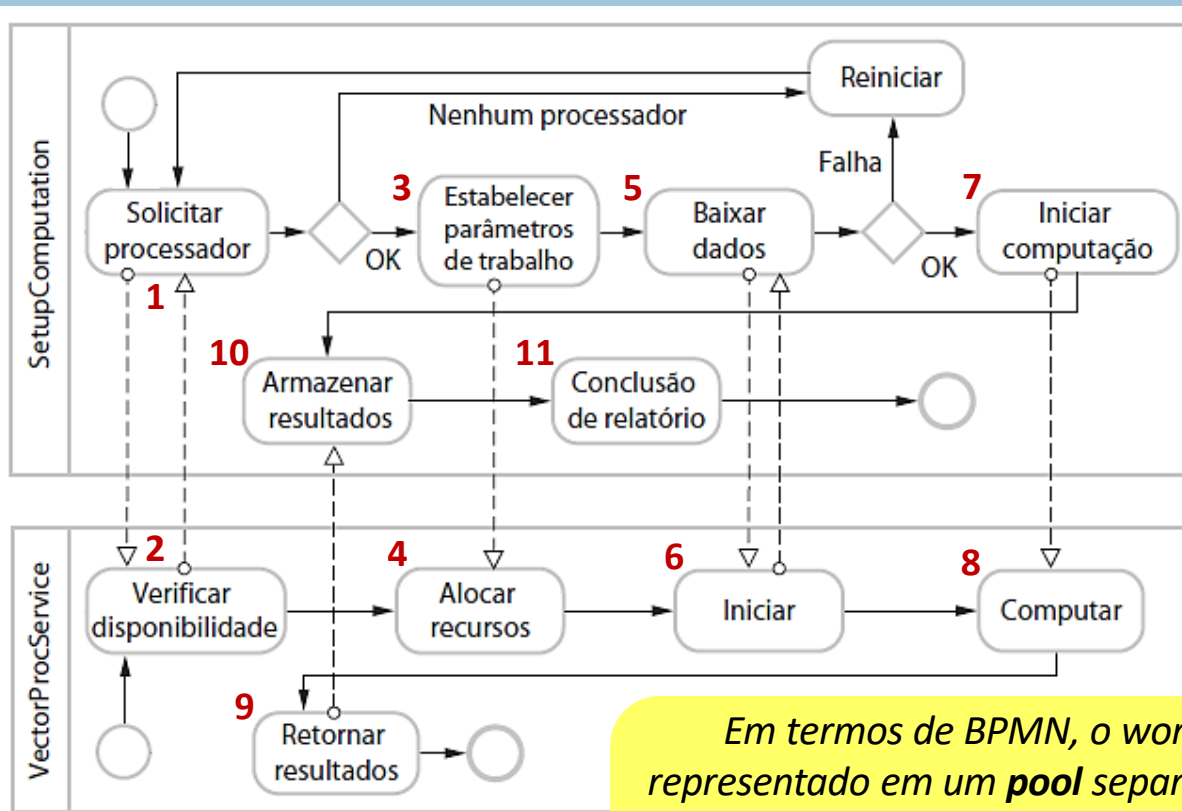 SetupComputation
Reiniciar
Nenhum processador
Falha
1
Solicitar
processador
OK
3
Estabelecer
parâmetros
de trabalho
5
Baixar
dados
OK
7
Iniciar
computação
10
Armazenar
resultados
11
Conclusão
de relatório
VectorProcService
2
Verificar
disponibilidade
4
Alocar
recursos
6
Iniciar
8
Computar
9
Retornar
resultados
Em termos de BPMN, o
representado em um pool